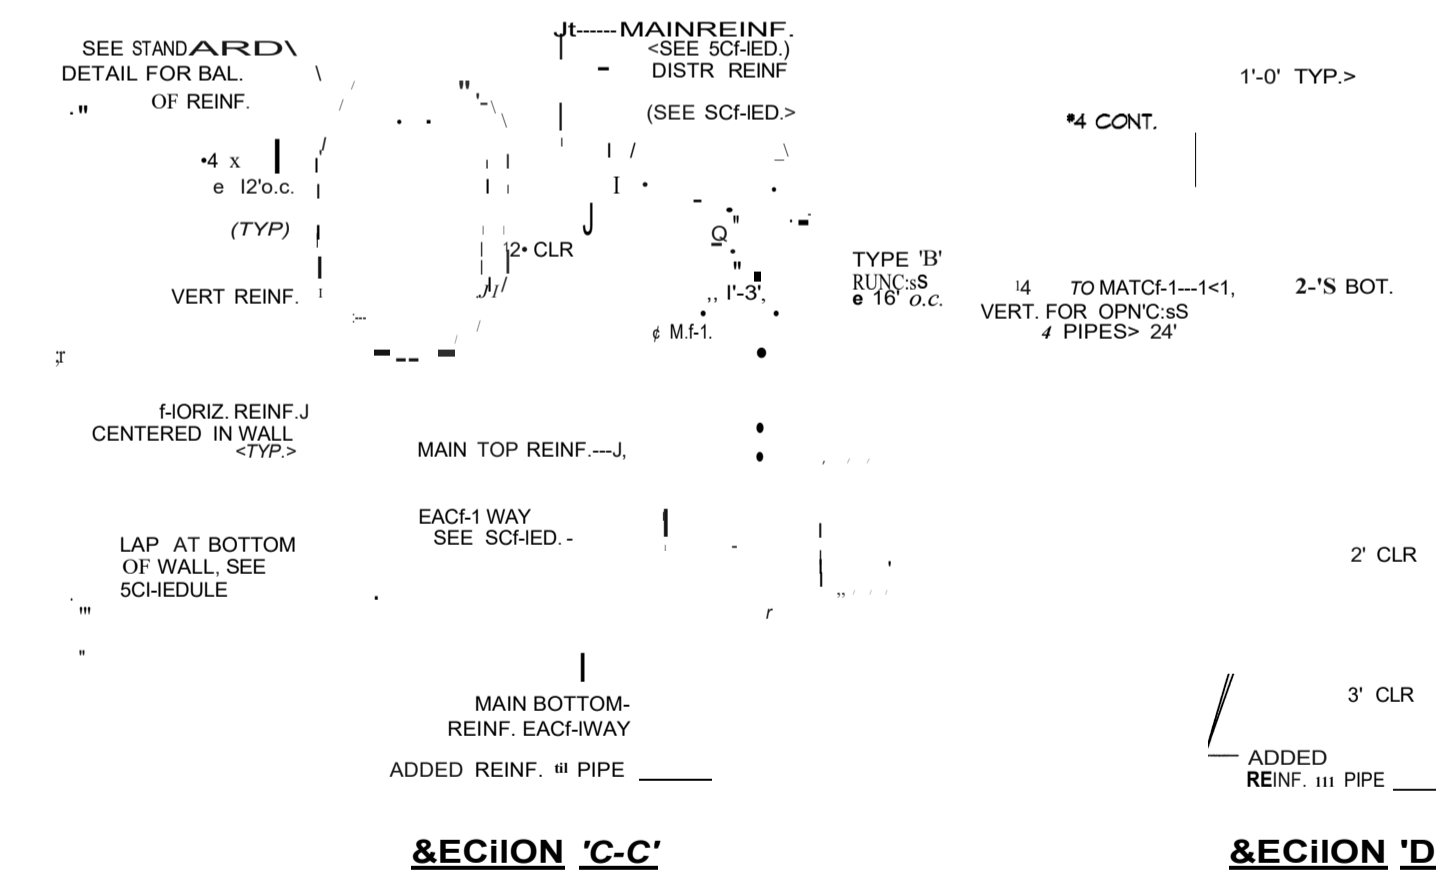 SEE STANDARD\
DETAIL FOR BAL.
OF REINF.
•4 x
e 12'o.c.
(TYP)
VERT REINF.
f-IORIZ. REINF.J
CENTERED IN WALL
<TYP.>
LAP AT BOTTOM
OF WALL, SEE
5CI-IEDULE
Jt------MAINREINF.
<SEE 5Cf-IED.)
DISTR REINF
(SEE SCf-IED.>
12• CLR
Q
,, I'-3',
¢ M.f-1.
MAIN TOP REINF.---J,
EACf-1 WAY
SEE SCf-IED. -
MAIN BOTTOM-
REINF. EACf-IWAY
ADDED REINF. til PIPE
&ECilON 'C-C'
1'-0' TYP.>
#4 CONT.
TYPE 'B'
RUNC:sS
e 16' o.c.
14 TO MATCf-1---1<1,
VERT. FOR OPN'C:sS
4 PIPES> 24'
2-'S BOT.
2' CLR
3' CLR
ADDED
REINF. 111 PIPE
&ECilON 'D